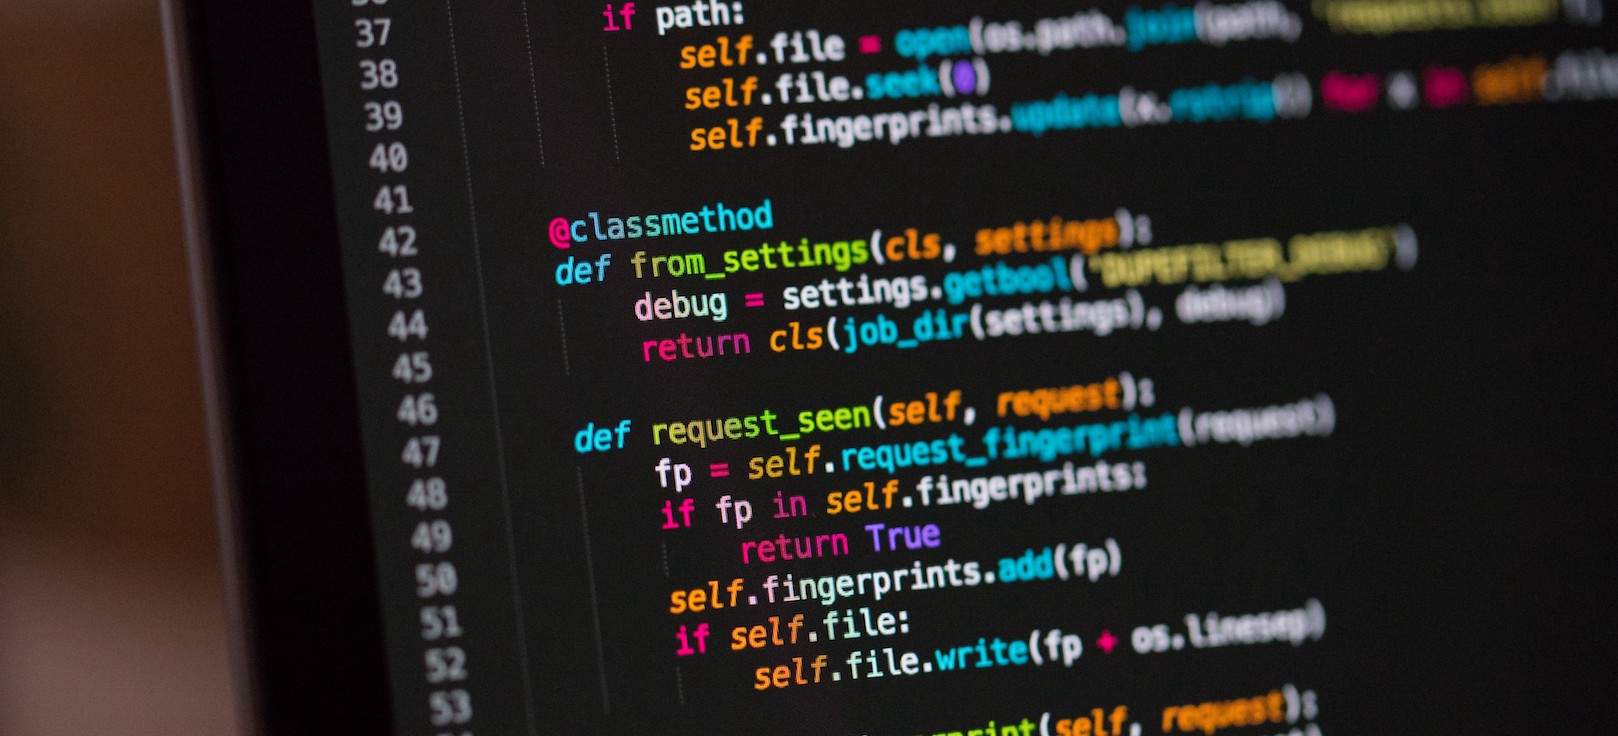 37 if path:
38 self.file = open(os.path.join(path,
39 self.file.seek(0)
40 self.fingerprints.update(x.rstrip() for x in self.file
41
42 @classmethod
43 def from_settings(cls, settings):
44 debug = settings.getbool('DUPEFILTER_DEBUG')
45 return cls(job_dir(settings), debug)
46
47 def request_seen(self, request):
48 fp = self.request_fingerprint(request)
49 if fp in self.fingerprints:
50 return True
51 self.fingerprints.add(fp)
52 if self.file:
53 self.file.write(fp + os.linesep)
(self, request):